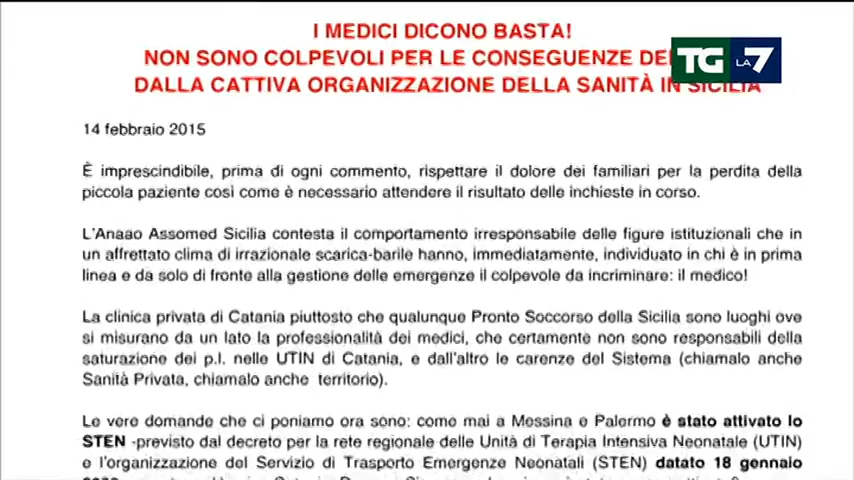 I MEDICI DICONO BASTA!
NON SONO COLPEVOLI PER LE CONSEGUENZE
TG LA 7
DALLA CATTIVA ORGANIZZAZIONE DELLA SANITÀ IN SICILIA
14 febbraio 2015
È imprescindibile, prima di ogni commento, rispettare il dolore dei familiari per la perdita della
piccola paziente così come è necessario attendere il risultato delle inchieste in corso.
L'Anaao Assomed Sicilia contesta il comportamento irresponsabile delle figure istituzionali che in
un affrettato clima di irrazionale scarica-barile hanno, immediatamente, individuato in chi è in prima
linea e da solo di fronte alla gestione delle emergenze il colpevole da incriminare: il medico!
La clinica privata di Catania piuttosto che qualunque Pronto Soccorso della Sicilia sono luoghi ove
si misurano da un lato la professionalità dei medici, che certamente non sono responsabili della
saturazione dei p.l. nelle UTIN di Catania, e dall'altro le carenze del Sistema (chiamalo anche
Sanità Privata, chiamalo anche territorio).
Le vere domande che ci poniamo ora sono: come mai a Messina e Palermo è stato attivato lo
STEN -previsto dal decreto per la rete regionale delle Unità di Terapia Intensiva Neonatale (UTIN)
e l'organizzazione del Servizio di Trasporto Emergenze Neonatali (STEN) datato 18 gennaio